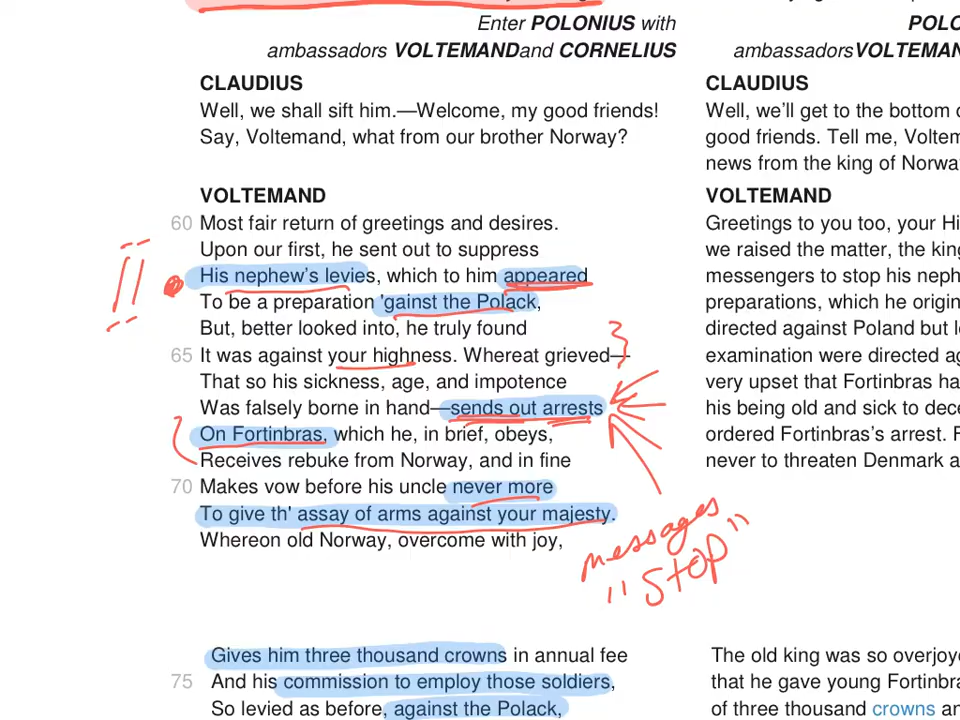 Enter POLONIUS with
ambassadors VOLTEMANDand CORNELIUS
CLAUDIUS
Well, we shall sift him.—Welcome, my good friends!
Say, Voltemand, what from our brother Norway?
VOLTEMAND
60 Most fair return of greetings and desires.
Upon our first, he sent out to suppress
His nephew's levies, which to him appeared
To be a preparation 'gainst the Polack,
But, better looked into, he truly found
65 It was against your highness. Whereat grieved—
That so his sickness, age, and impotence
Was falsely borne in hand—sends out arrests
On Fortinbras, which he, in brief, obeys,
Receives rebuke from Norway, and in fine
70 Makes vow before his uncle never more
To give th' assay of arms against your majesty.
Whereon old Norway, overcome with joy,
Gives him three thousand crowns in annual fee
75 And his commission to employ those soldiers,
So levied as before, against the Polack,
!!
messages
"STOP"
POLO
ambassadorsVOLTEMAN
CLAUDIUS
Well, we'll get to the bottom o
good friends. Tell me, Voltem
news from the king of Norwa
VOLTEMAND
Greetings to you too, your Hi
we raised the matter, the king
messengers to stop his neph
preparations, which he origin
directed against Poland but
examination were directed ag
very upset that Fortinbras ha
his being old and sick to dece
ordered Fortinbras's arrest. F
never to threaten Denmark a
The old king was so overjoye
that he gave young Fortinbra
of three thousand crowns an